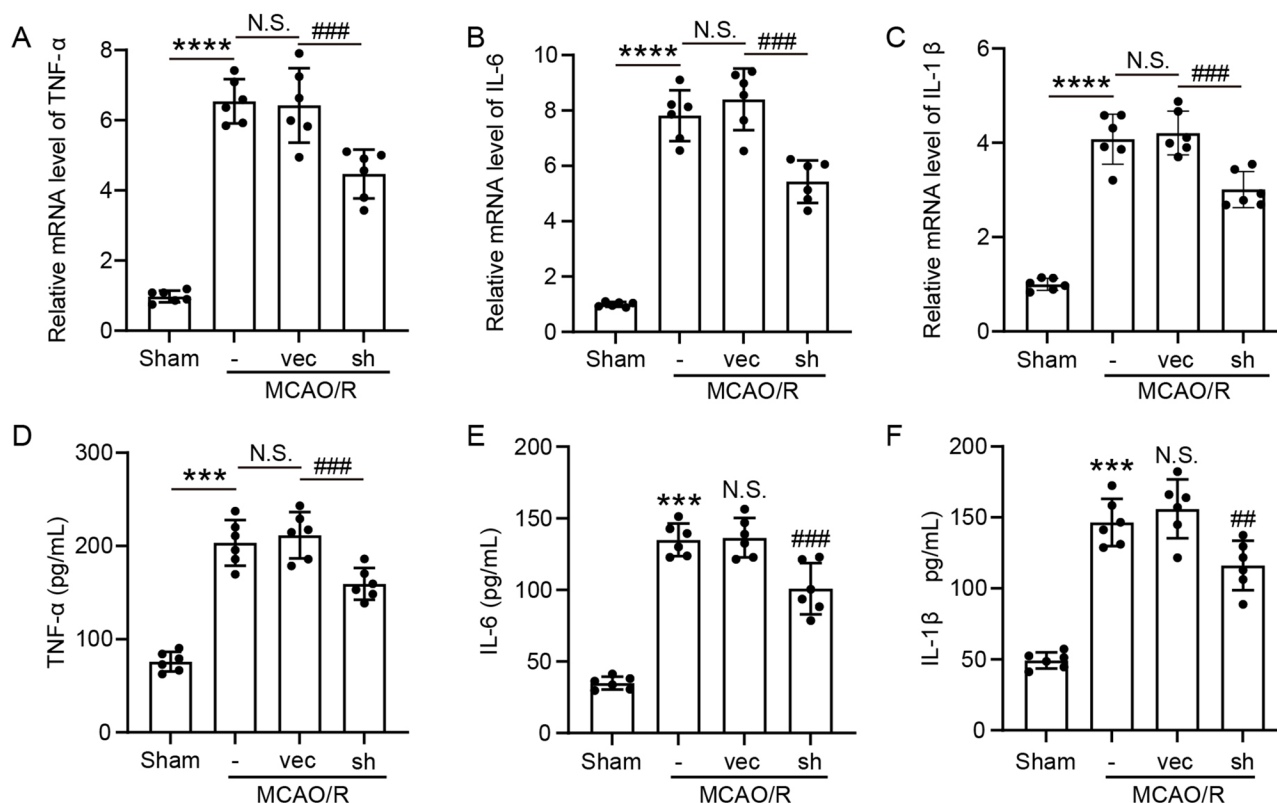 A
Relative mRNA level of TNF-α
8
6
4
2
0
****
N.S.
###
Sham
-
vec
sh
MCAO/R
B
Relative mRNA level of IL-6
10
8
6
4
2
0
****
N.S.
###
Sham
-
vec
sh
MCAO/R
C
Relative mRNA level of IL-1 β
6
4
2
0
****
N.S.
###
Sham
-
vec
sh
MCAO/R
D
TNF-α (pg/mL)
300
200
100
0
***
N.S.
###
Sham
-
vec
sh
MCAO/R
E
IL-6 (pg/mL)
200
150
100
50
0
***
N.S.
###
Sham
-
vec
sh
MCAO/R
F
IL-1β pg/mL)
200
150
100
50
0
***
N.S.
##
Sham
-
vec
sh
MCAO/R